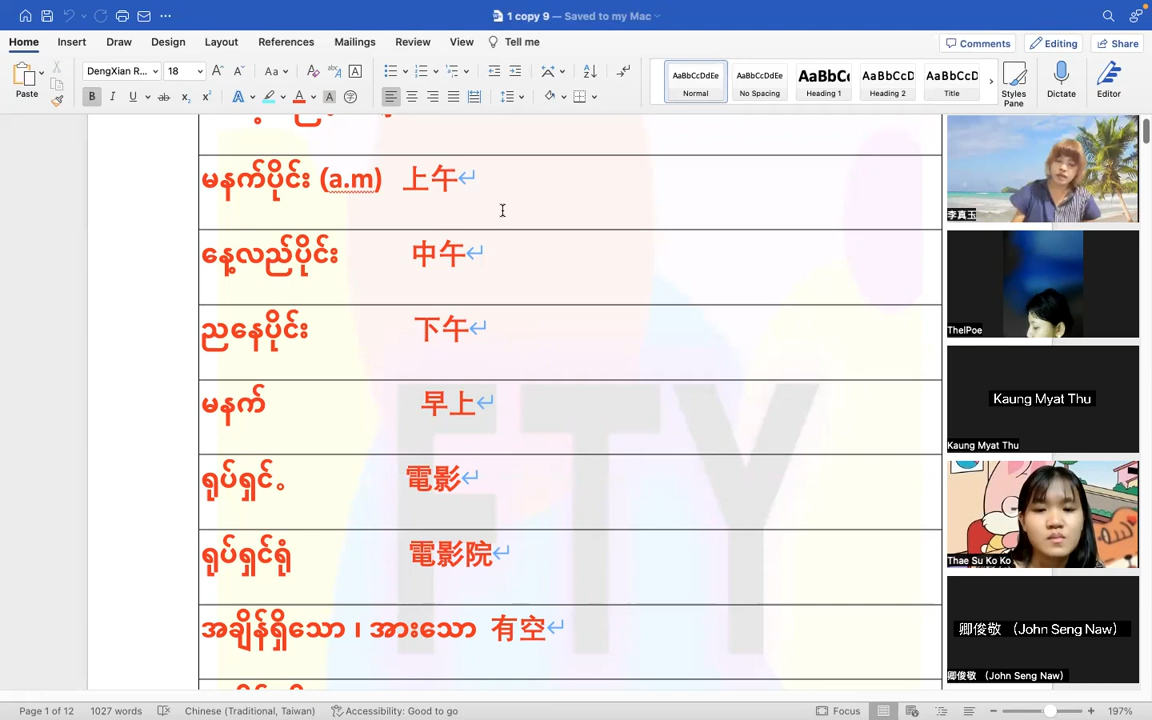 1 copy 9 — Saved to my Mac
Home Insert Draw Design Layout References Mailings Review View Tell me
Comments Editing Share
Paste
DengXian R... 18
AaBbCcDdEe Normal
AaBbCcDdEe No Spacing
AaBbCc Heading 1
AaBbCcD Heading 2
AaBbCcD Title
Styles Pane
Dictate
Editor
မနက်ပိုင်း (a.m) 上午
နေ့လည်ပိုင်း 中午
ညနေပိုင်း 下午
မနက် 早上
ရုပ်ရှင်။ 電影
ရုပ်ရှင်ရုံ 電影院
အချိန်ရှိသော ၊ အားသော 有空
ETY
李真玉
ThelPoe
Kaung Myat Thu
Kaung Myat Thu
Thae Su Ko Ko
卿俊敬 （John Seng Naw）
卿俊敬 （John Seng Naw）
Page 1 of 12 1027 words Chinese (Traditional, Taiwan) Accessibility: Good to go Focus 197%